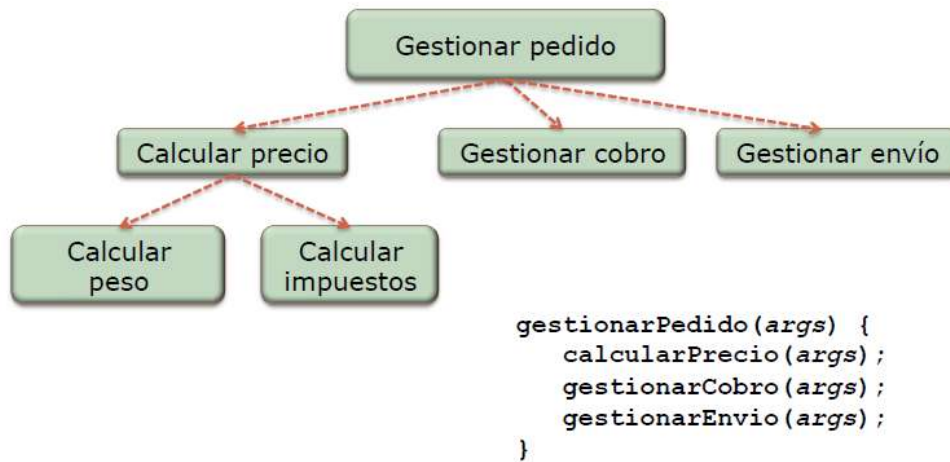 Gestionar pedido
Calcular precio
Gestionar cobro
Gestionar envío
Calcular
peso
Calcular
impuestos
gestionarPedido(args) {
calcularPrecio(args);
gestionarCobro(args);
gestionarEnvio(args);
}